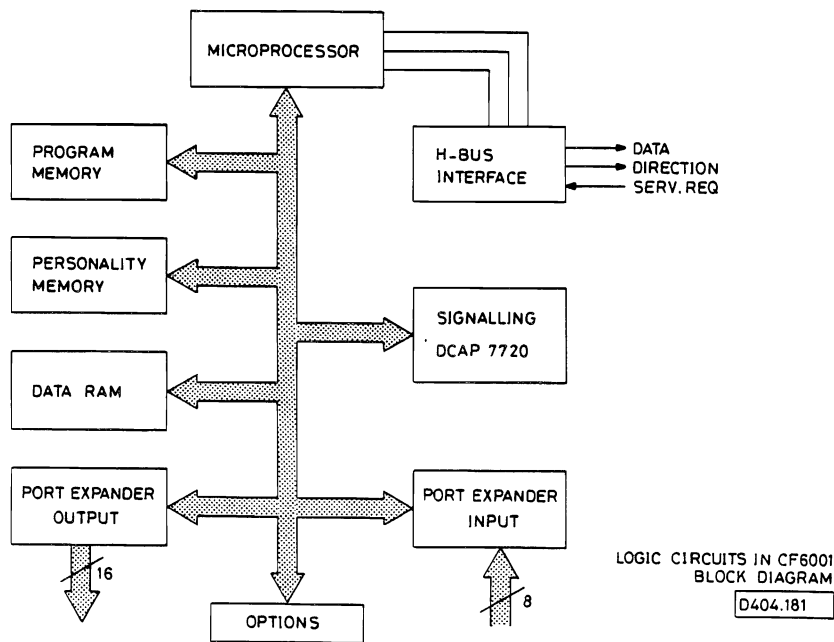 MICROPROCESSOR
PROGRAM
MEMORY
H-BUS
INTERFACE
DATA
DIRECTION
SERV.REQ
PERSONALITY
MEMORY
SIGNALLING
DCAP 7720
DATA RAM
PORT EXPANDER
OUTPUT
PORT EXPANDER
INPUT
16
8
OPTIONS
LOGIC CIRCUITS IN CF6001
BLOCK DIAGRAM
D404.181